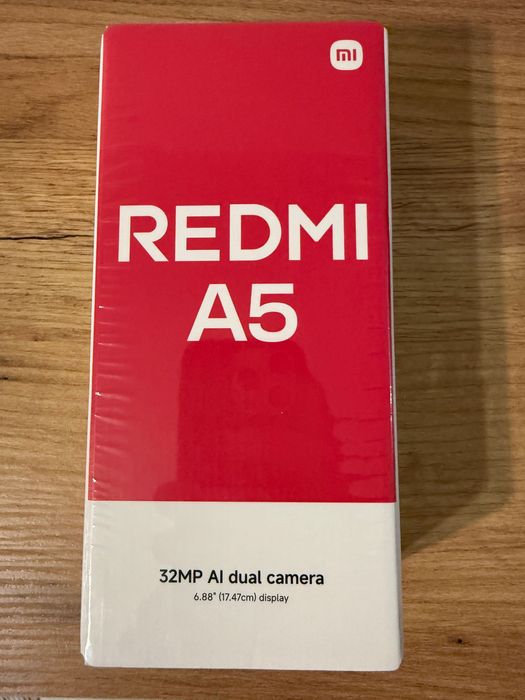 mi
REDMI
A5
32MP AI dual camera
6.88" (17.47cm) display